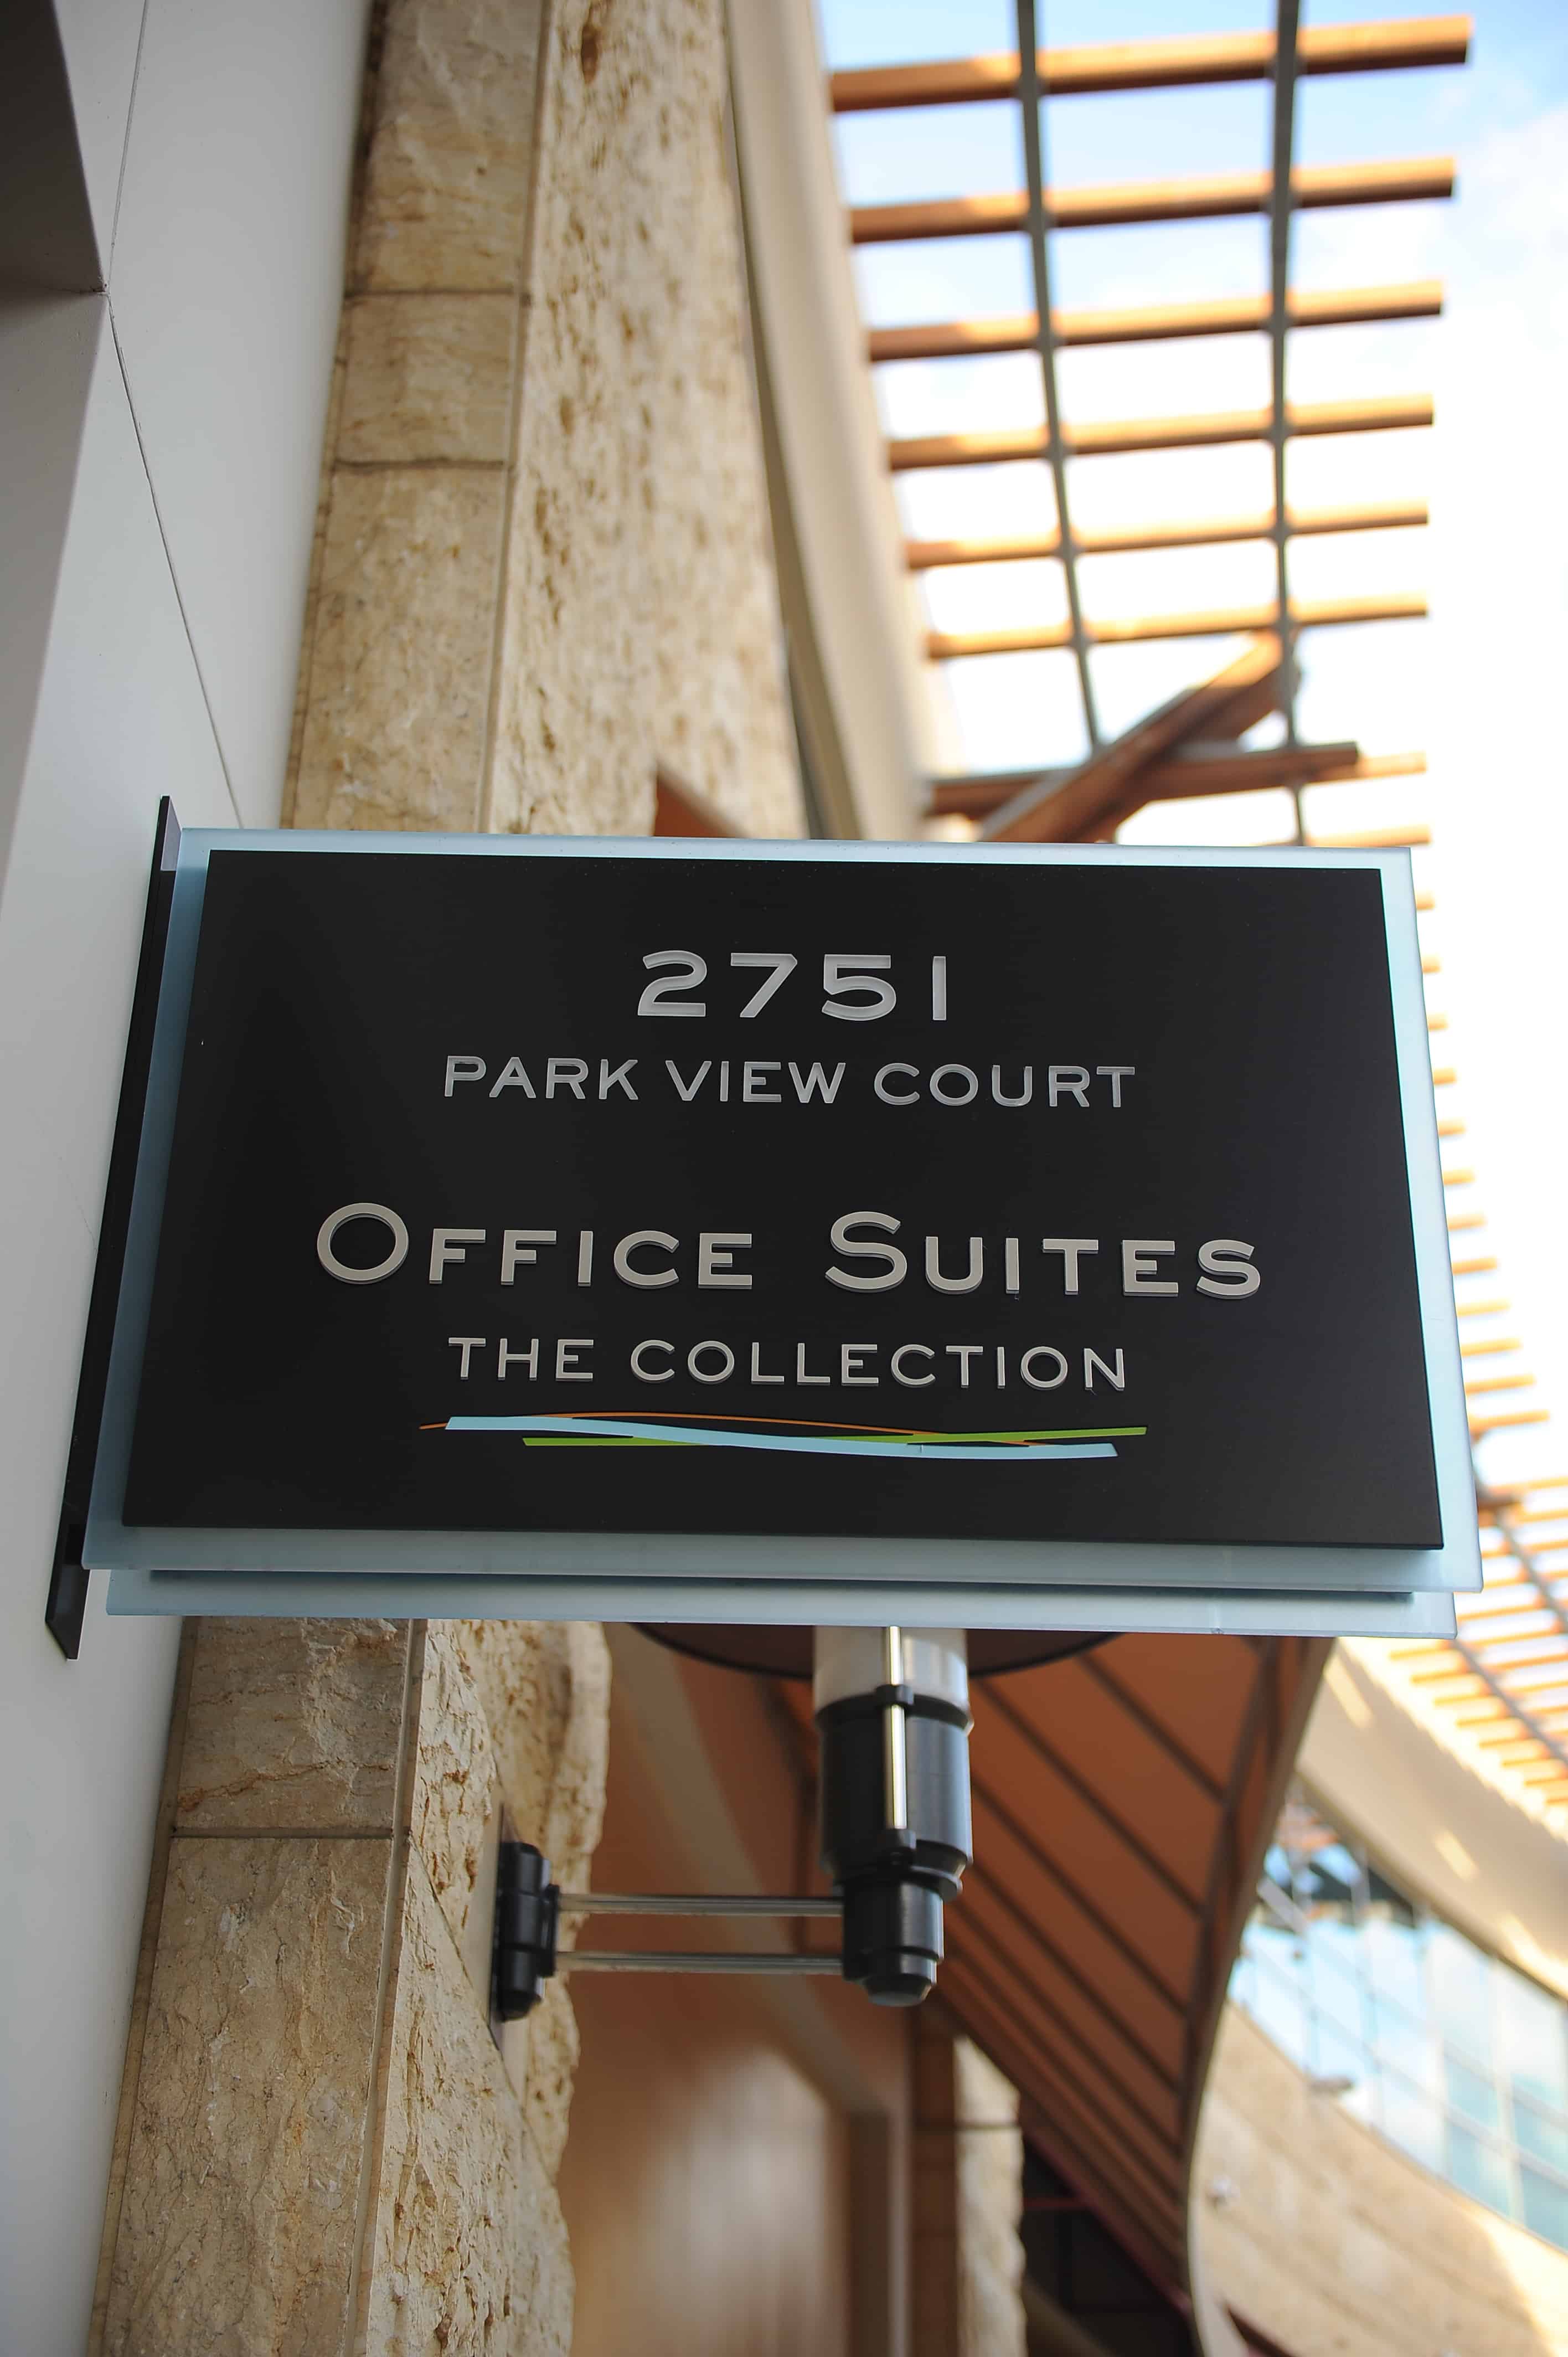 2751
PARK VIEW COURT
OFFICE SUITES
THE COLLECTION